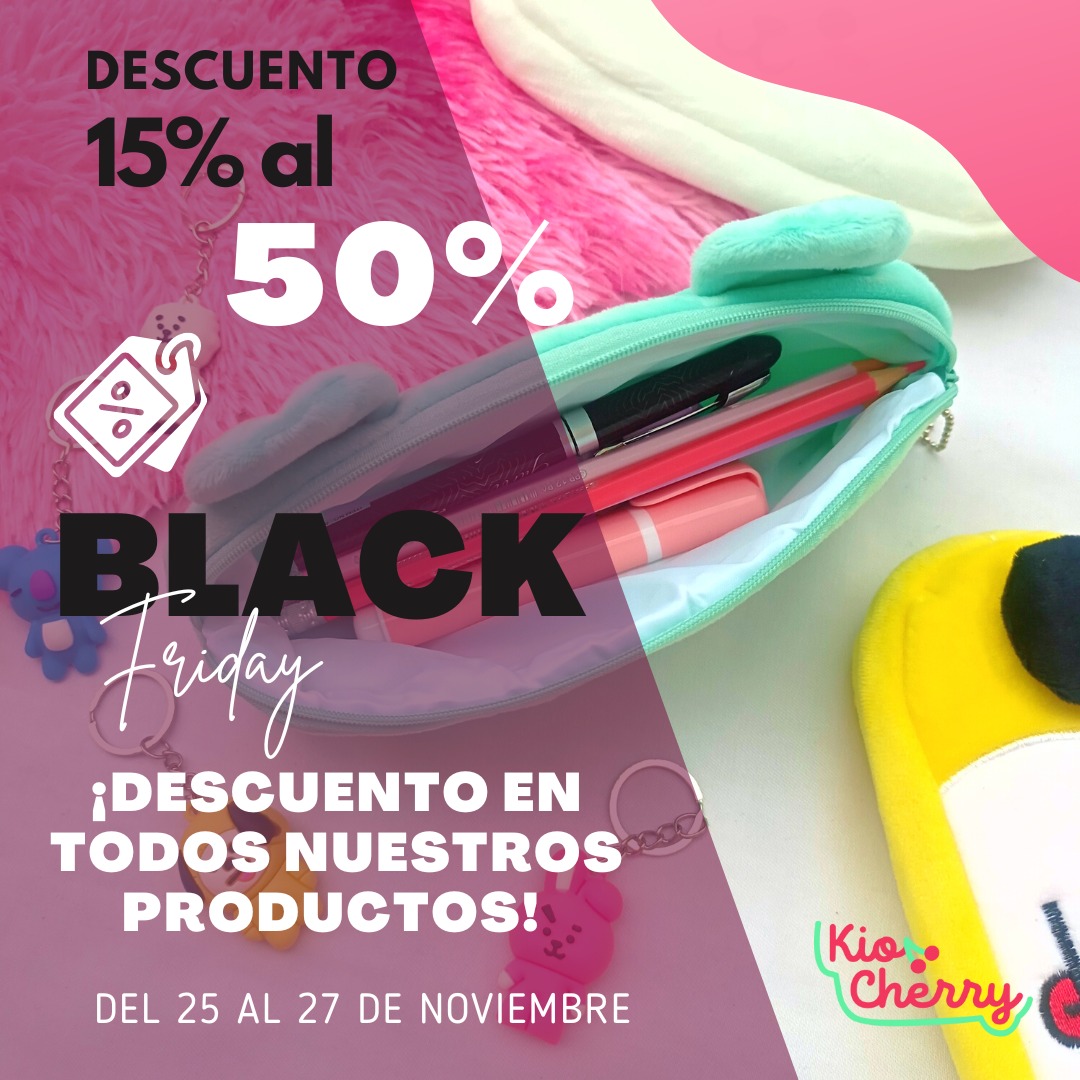 DESCUENTO
15% al
50%
%
BLACK
Friday
¡DESCUENTO EN
TODOS NUESTROS
PRODUCTOS!
DEL 25 AL 27 DE NOVIEMBRE
Kio
Cherry